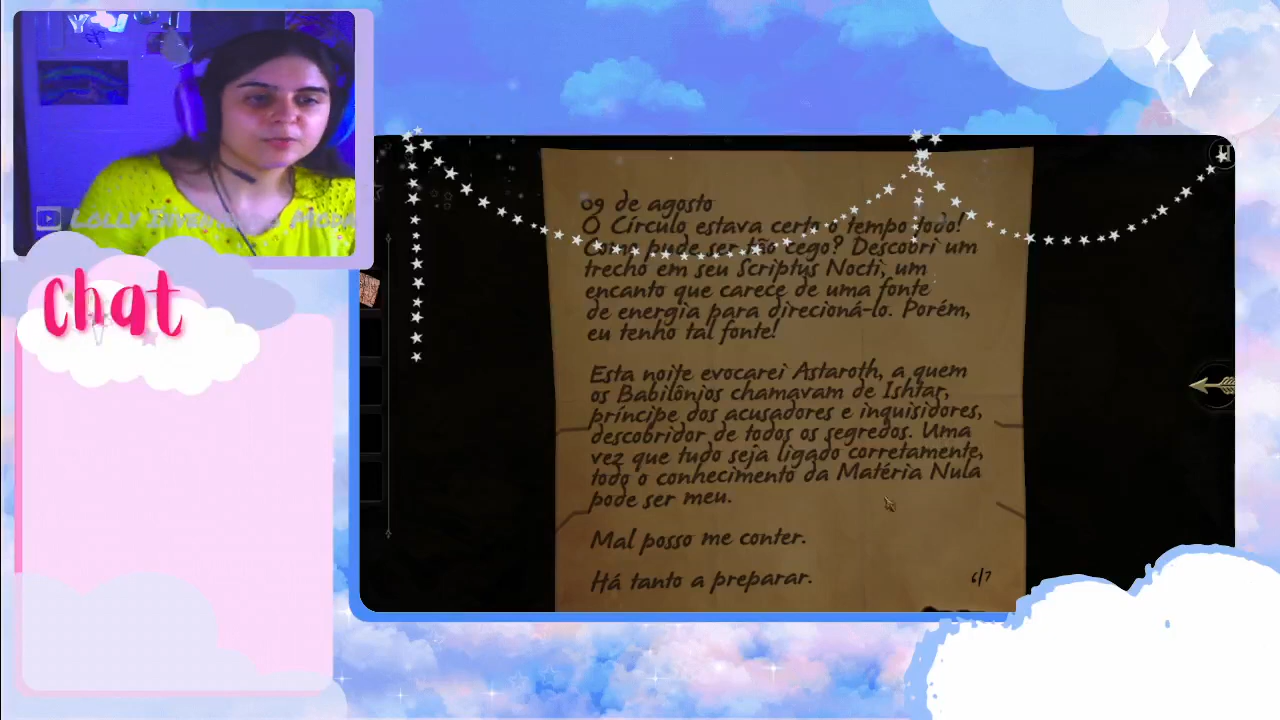 Chat
09 de agosto
O Círculo estava certo o tempo todo!
Como pude ser tão cego? Descobri um
trecho em seu Scriptus Nocti, um
encanto que carece de uma fonte
de energia para direcioná-lo. Porém,
eu tenho tal fonte!
Esta noite evocarei Astaroth, a quem
os Babilônios chamavam de Ishtar,
príncipe dos acusadores e inquisidores,
descobridor de todos os segredos. Uma
vez que tudo seja ligado corretamente,
todo o conhecimento da Matéria Nula
pode ser meu.
Mal posso me conter.
Há tanto a preparar.
6/7